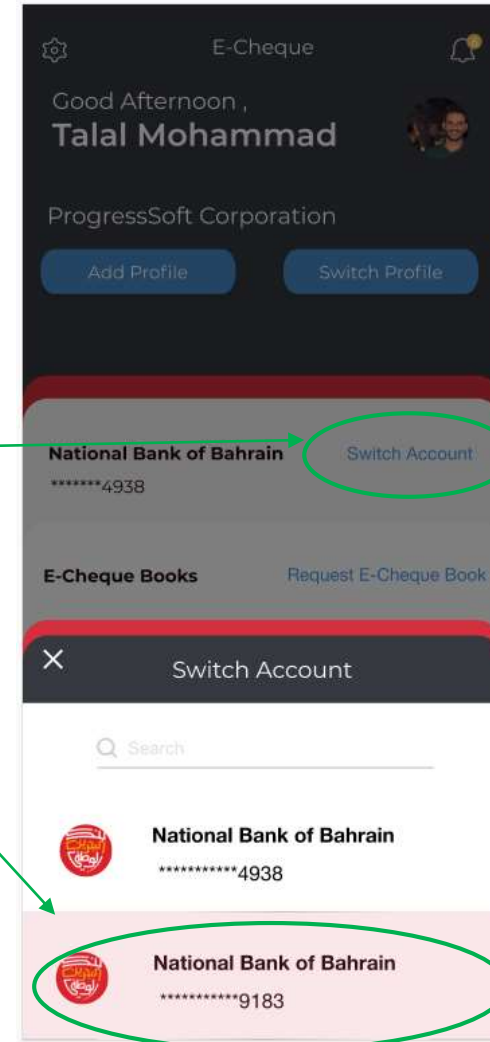 E-Cheque
Good Afternoon ,
Talal Mohammad
ProgressSoft Corporation
Add Profile
Switch Profile
National Bank of Bahrain
Switch Account
*******4938
E-Cheque Books
Request E-Cheque Book
Switch Account
Search
National Bank of Bahrain
***********4938
National Bank of Bahrain
***********9183